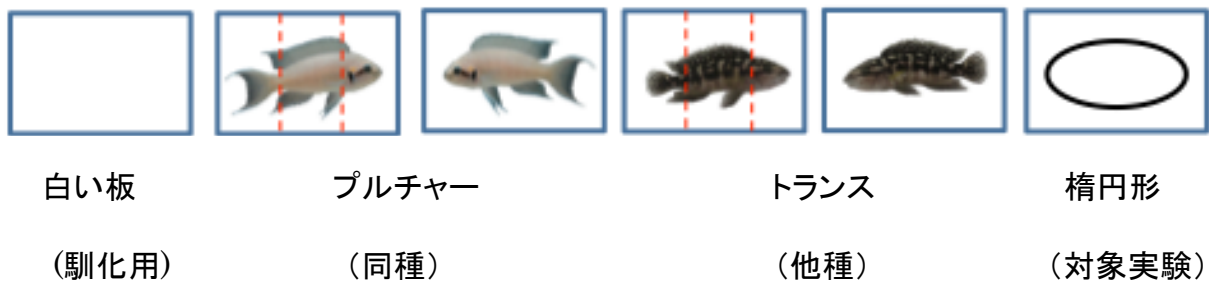 白い板 プルチャー トランス 楕円形
(馴化用) （同種） （他種） （対象実験）